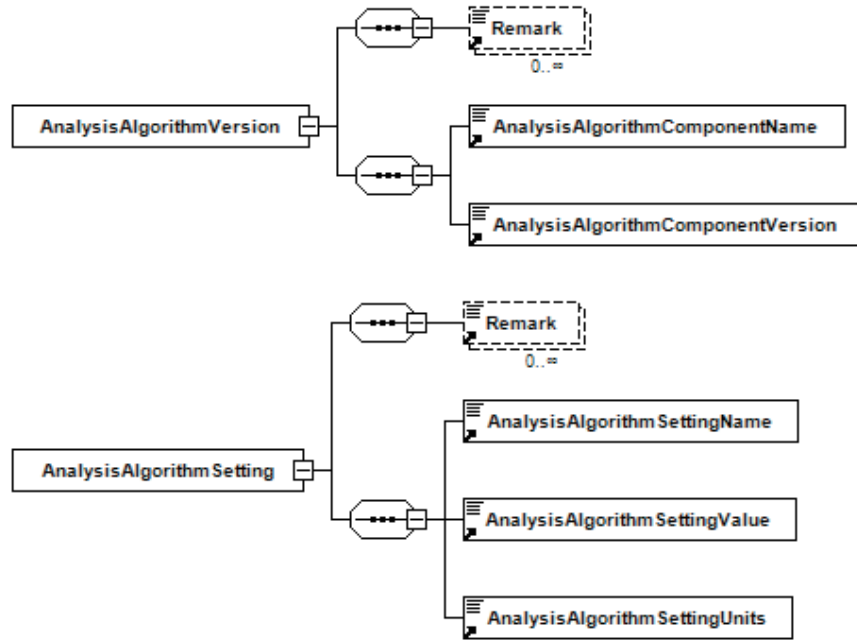 Remark
0..∞
AnalysisAlgorithmVersion
AnalysisAlgorithmComponentName
AnalysisAlgorithmComponentVersion
Remark
0..∞
AnalysisAlgorithmSettingName
AnalysisAlgorithmSetting
AnalysisAlgorithmSettingValue
AnalysisAlgorithmSettingUnits